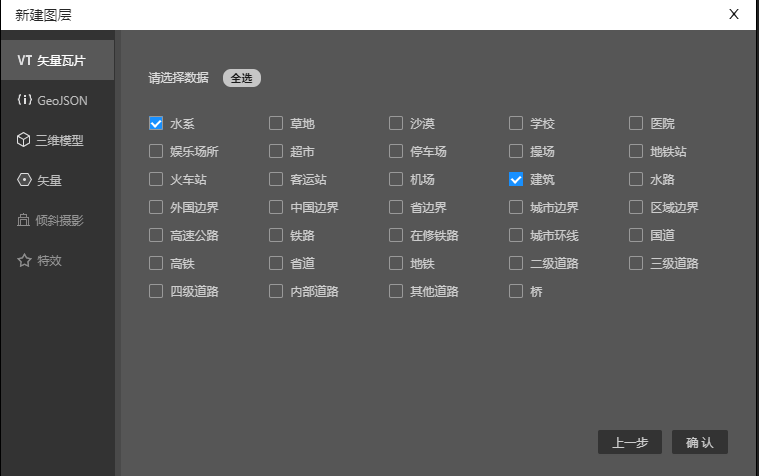 新建图层 X
VT 矢量瓦片
GeoJSON
三维模型
矢量
倾斜摄影
特效
请选择数据 全选
水系 草地 沙漠 学校 医院
娱乐场所 超市 停车场 操场 地铁站
火车站 客运站 机场 建筑 水路
外国边界 中国边界 省边界 城市边界 区域边界
高速公路 铁路 在修铁路 城市环线 国道
高铁 省道 地铁 二级道路 三级道路
四级道路 内部道路 其他道路 桥
上一步 确认